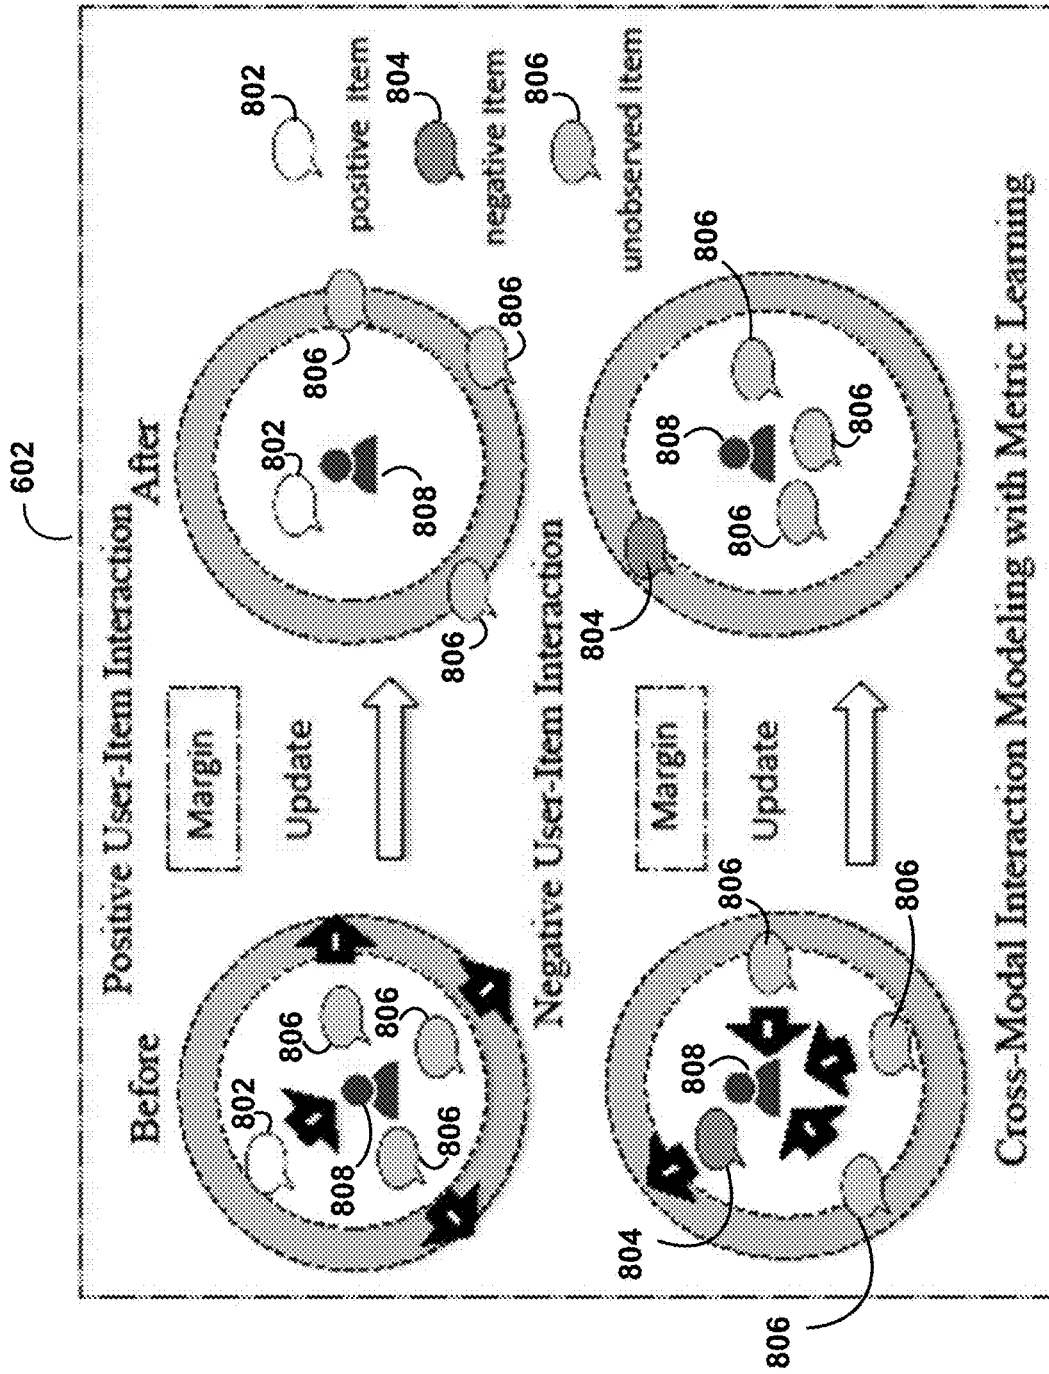 602
Positive User-Item Interaction
Before
After
802
806
808
806
806
Margin
Update
802
806
808
806
806
802
positive item
804
negative item
806
unobserved item
Negative User-Item Interaction
804
808
806
806
806
Margin
Update
804
808
806
806
806
Cross-Modal Interaction Modeling with Metric Learning